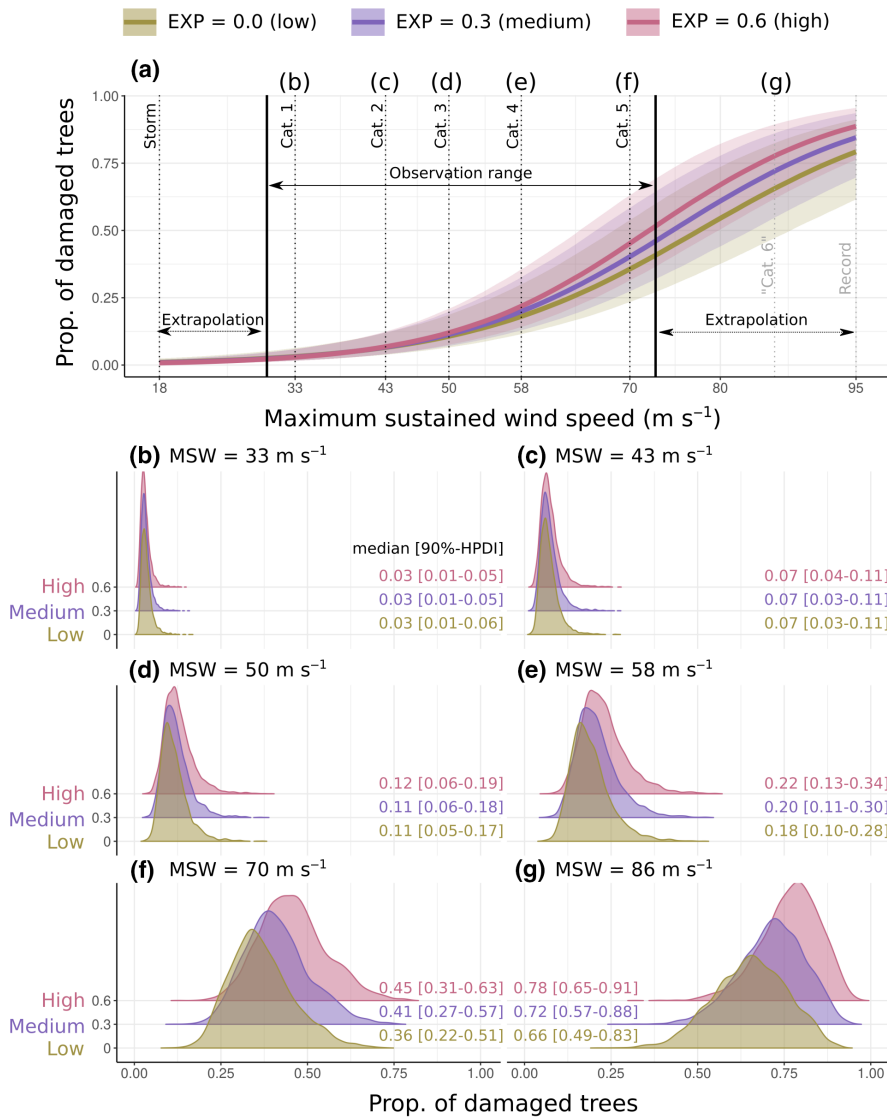 EXP = 0.0 (low) EXP = 0.3 (medium) EXP = 0.6 (high)
(a) (b) (c) (d) (e) (f) (g)
Prop. of damaged trees
1.00
0.75
0.50
0.25
0.00
Storm
Cat. 1
Cat. 2
Cat. 3
Cat. 4
Cat. 5
"Cat. 6"
Record
Observation range
Extrapolation
Extrapolation
18 33 43 50 58 70 80 95
Maximum sustained wind speed (m s⁻¹)
(b) MSW = 33 m s⁻¹
median [90%-HPDI]
High 0.6 0.03 [0.01-0.05]
Medium 0.3 0.03 [0.01-0.05]
Low 0 0.03 [0.01-0.06]
(c) MSW = 43 m s⁻¹
0.07 [0.04-0.11]
0.07 [0.03-0.11]
0.07 [0.03-0.11]
(d) MSW = 50 m s⁻¹
High 0.6 0.12 [0.06-0.19]
Medium 0.3 0.11 [0.06-0.18]
Low 0 0.11 [0.05-0.17]
(e) MSW = 58 m s⁻¹
0.22 [0.13-0.34]
0.20 [0.11-0.30]
0.18 [0.10-0.28]
(f) MSW = 70 m s⁻¹
High 0.6 0.45 [0.31-0.63]
Medium 0.3 0.41 [0.27-0.57]
Low 0 0.36 [0.22-0.51]
(g) MSW = 86 m s⁻¹
0.78 [0.65-0.91]
0.72 [0.57-0.88]
0.66 [0.49-0.83]
0.00 0.25 0.50 0.75 1.00 0.00 0.25 0.50 0.75 1.00
Prop. of damaged trees